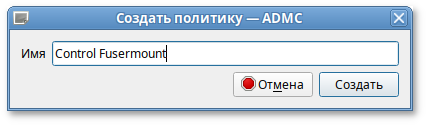 Создать политику — ADMC
Имя Control Fusermount
Отмена Создать